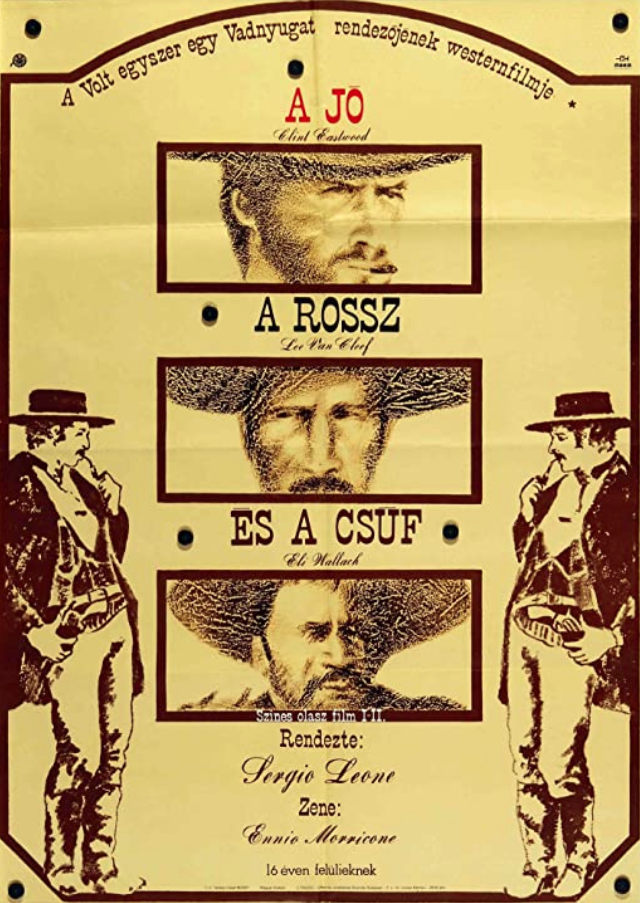 A Volt egyszer egy Vadnyugat rendezőjének westernfilmje *
A JÓ
Clint Eastwood
A ROSSZ
Lee Van Cleef
ÉS A CSÚF
Eli Wallach
Színes olasz film I-II.
Rendezte:
Sergio Leone
Zene:
Ennio Morricone
16 éven felülieknek